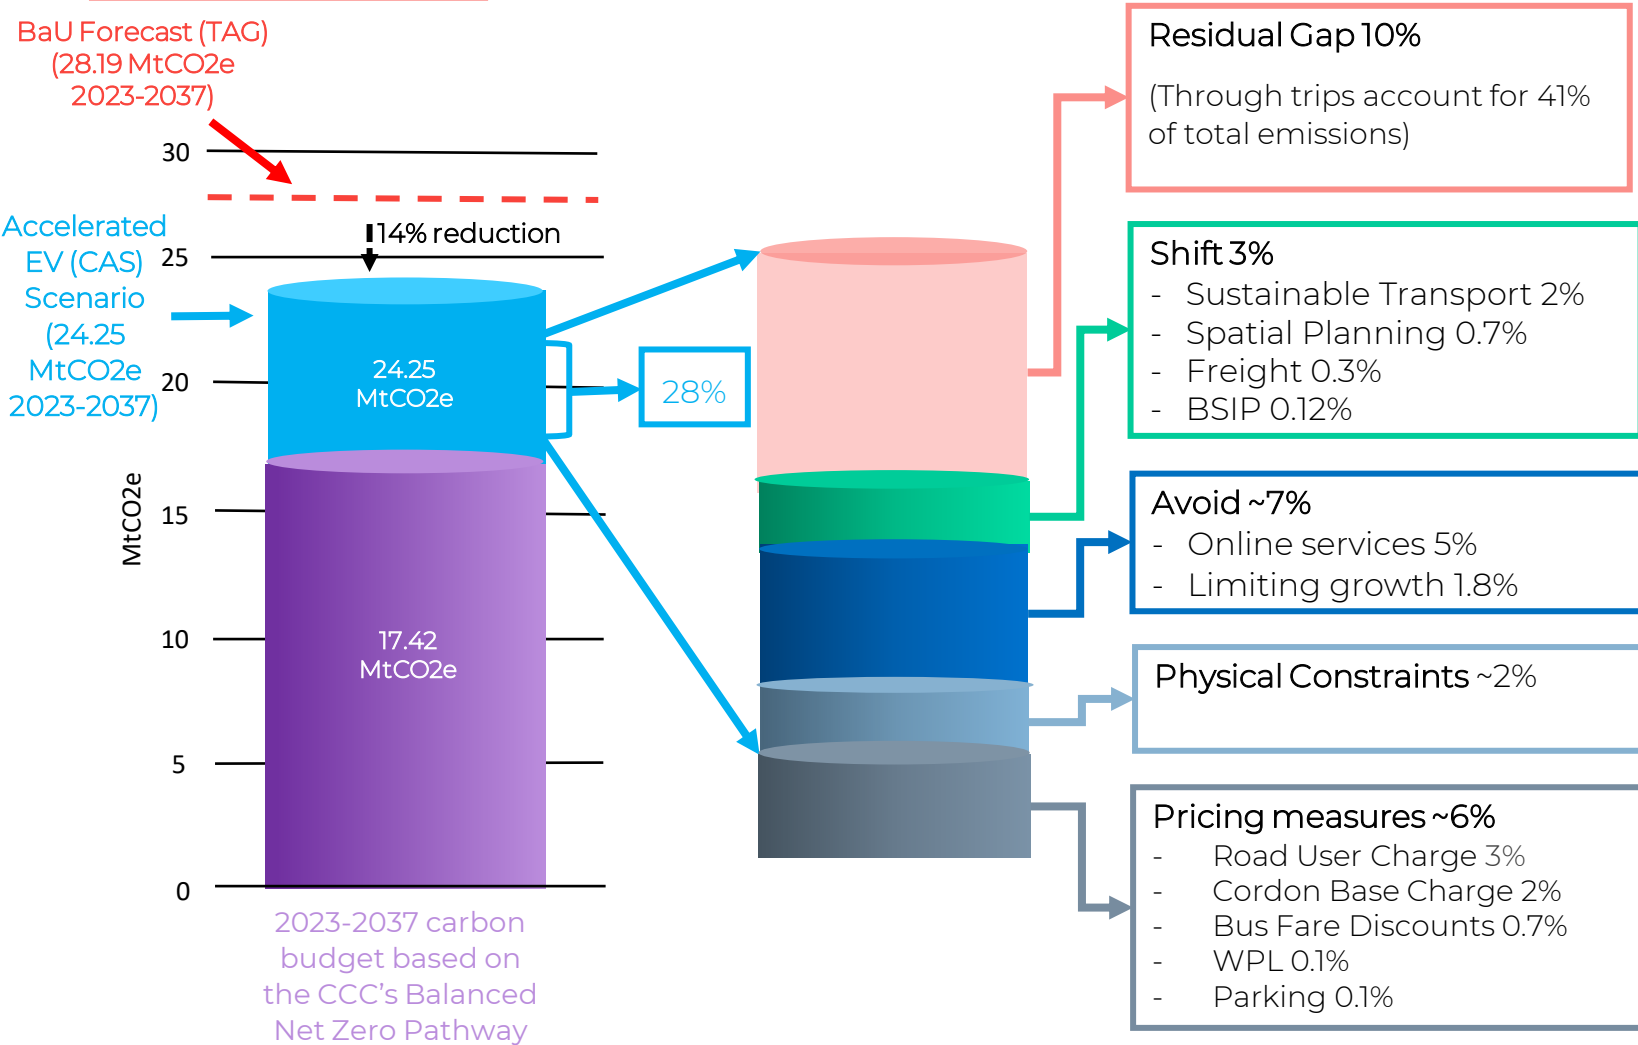 BaU Forecast (TAG)
(28.19 MtCO2e
2023-2037)
30
14% reduction
Accelerated
EV (CAS)
Scenario
(24.25
MtCO2e
2023-2037)
25
20
15
10
5
0
MtCO2e
24.25
MtCO2e
28%
17.42
MtCO2e
2023-2037 carbon
budget based on
the CCC's Balanced
Net Zero Pathway
Residual Gap 10%
(Through trips account for 41%
of total emissions)
Shift 3%
- Sustainable Transport 2%
- Spatial Planning 0.7%
- Freight 0.3%
- BSIP 0.12%
Avoid ~7%
- Online services 5%
- Limiting growth 1.8%
Physical Constraints ~2%
Pricing measures ~6%
- Road User Charge 3%
- Cordon Base Charge 2%
- Bus Fare Discounts 0.7%
- WPL 0.1%
- Parking 0.1%